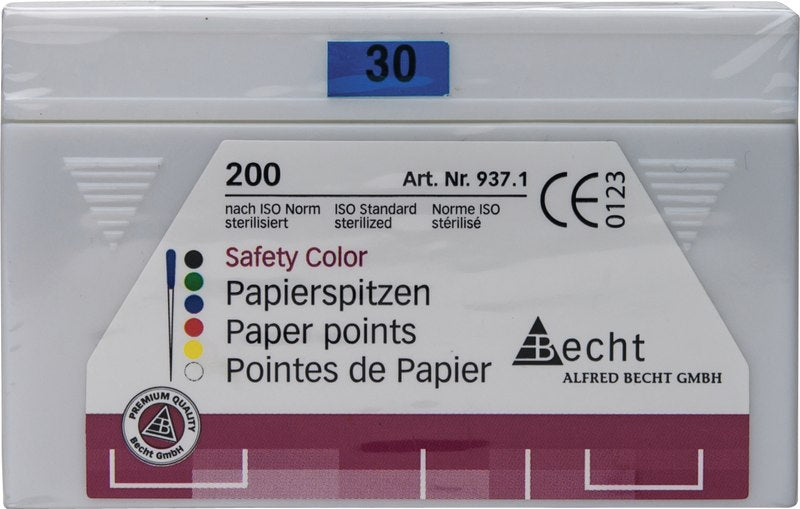 30
200 Art. Nr. 937.1
nach ISO Norm ISO Standard Norme ISO
sterilisiert sterilized stérilisé
CE 0123
Safety Color
Papierspitzen
Paper points
Pointes de Papier
Becht
ALFRED BECHT GMBH
PREMIUM QUALITY
B
Becht GmbH